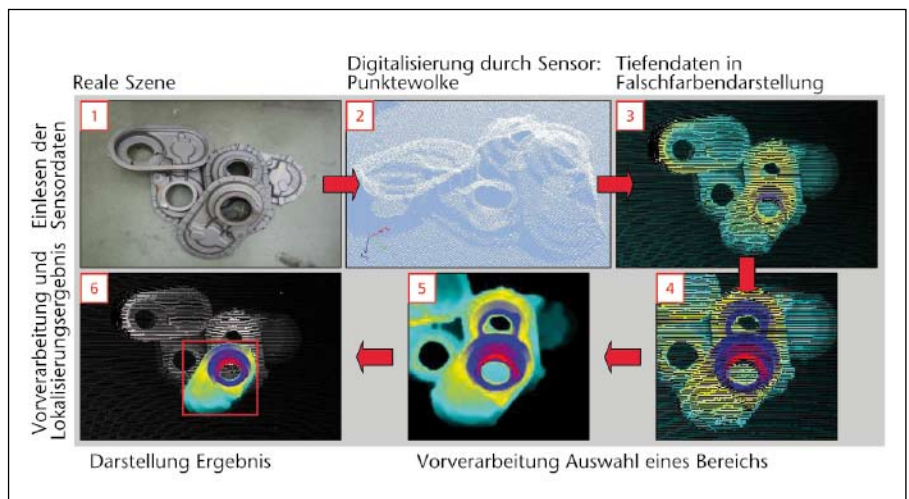 Reale Szene
Digitalisierung durch Sensor:
Punktewolke
Tiefendaten in
Falschfarbendarstellung
Einlesen der
Sensordaten
1
2
3
Vorverarbeitung und
Lokalisierungsergebnis
6
5
4
Darstellung Ergebnis
Vorverarbeitung Auswahl eines Bereichs